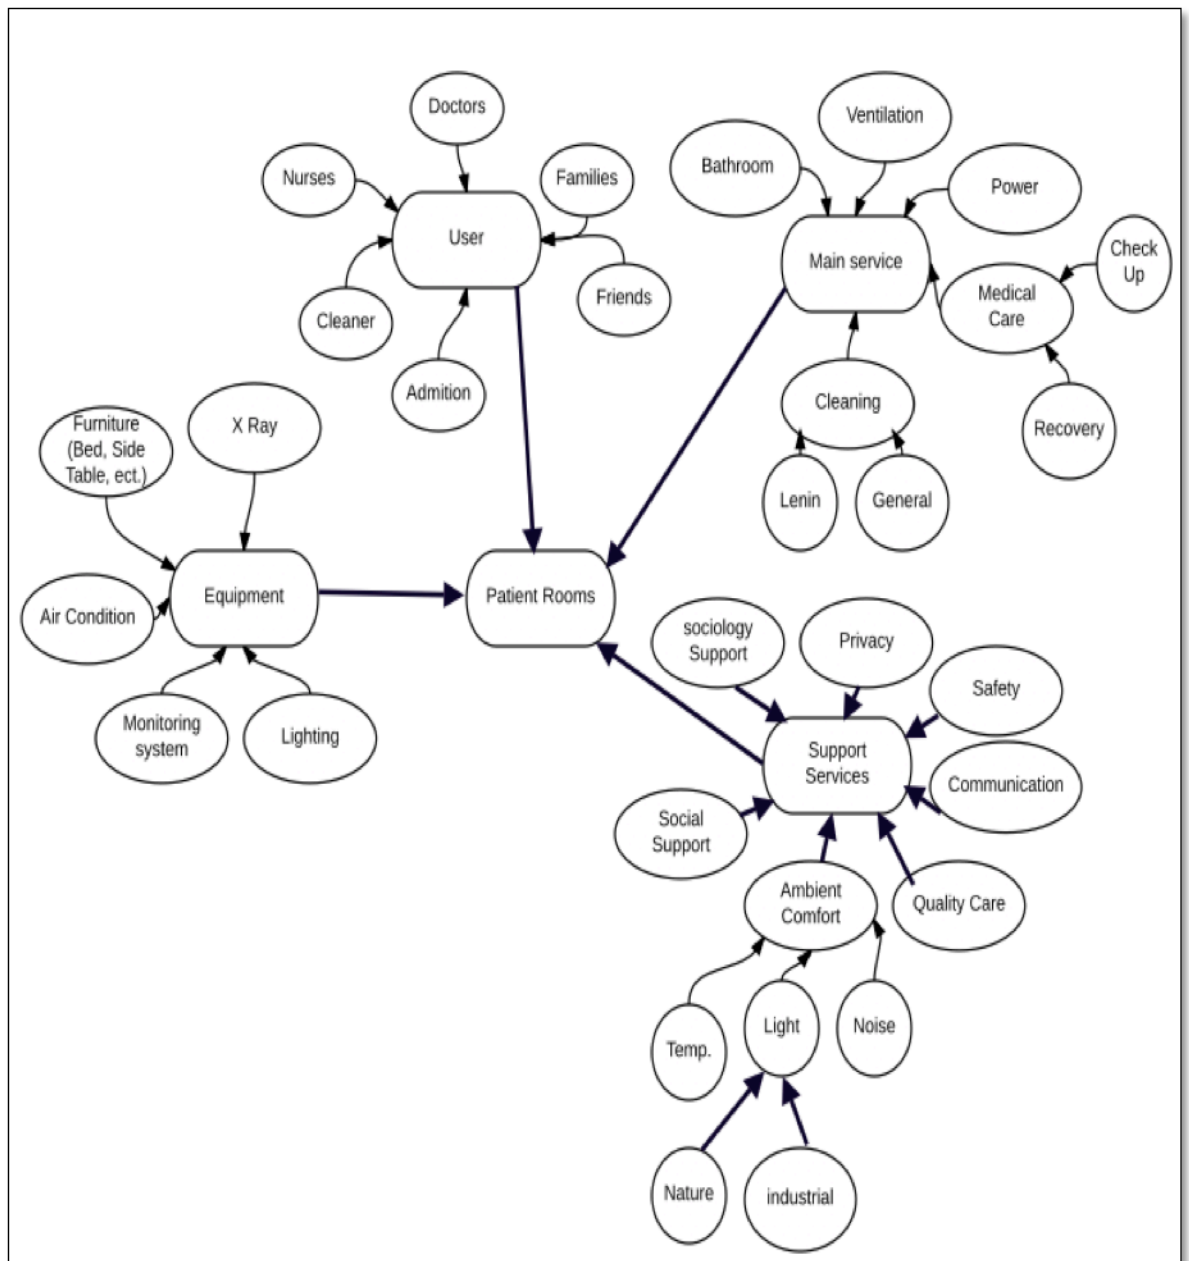 Doctors
Nurses
Families
User
Cleaner
Friends
Admition
Ventilation
Bathroom
Power
Main service
Check
Up
Medical
Care
Cleaning
Recovery
Lenin
General
Furniture
(Bed, Side
Table, ect.)
X Ray
Equipment
Air Condition
Monitoring
system
Lighting
Patient Rooms
sociology
Support
Privacy
Safety
Support
Services
Communication
Social
Support
Ambient
Comfort
Quality Care
Temp.
Light
Noise
Nature
industrial